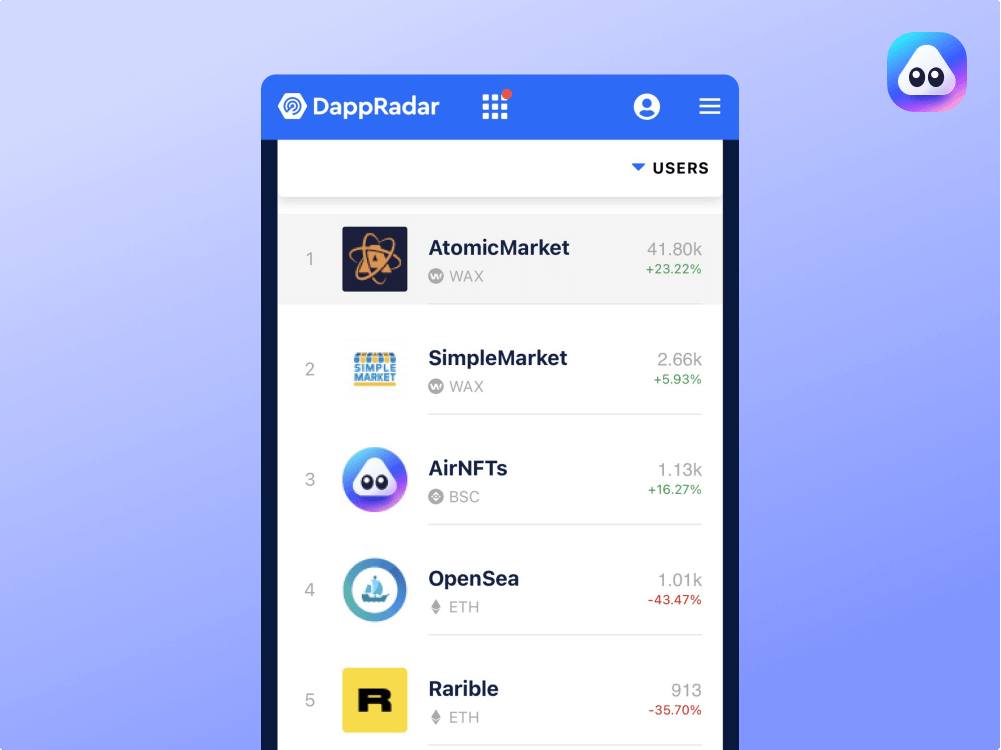 DappRadar
USERS
1
AtomicMarket
41.80k
WAX
+23.22%
2
SIMPLE
MARKET
SimpleMarket
2.66k
WAX
+5.93%
3
AirNFTs
1.13k
BSC
+16.27%
4
OpenSea
1.01k
ETH
-43.47%
5
R
Rarible
913
ETH
-35.70%